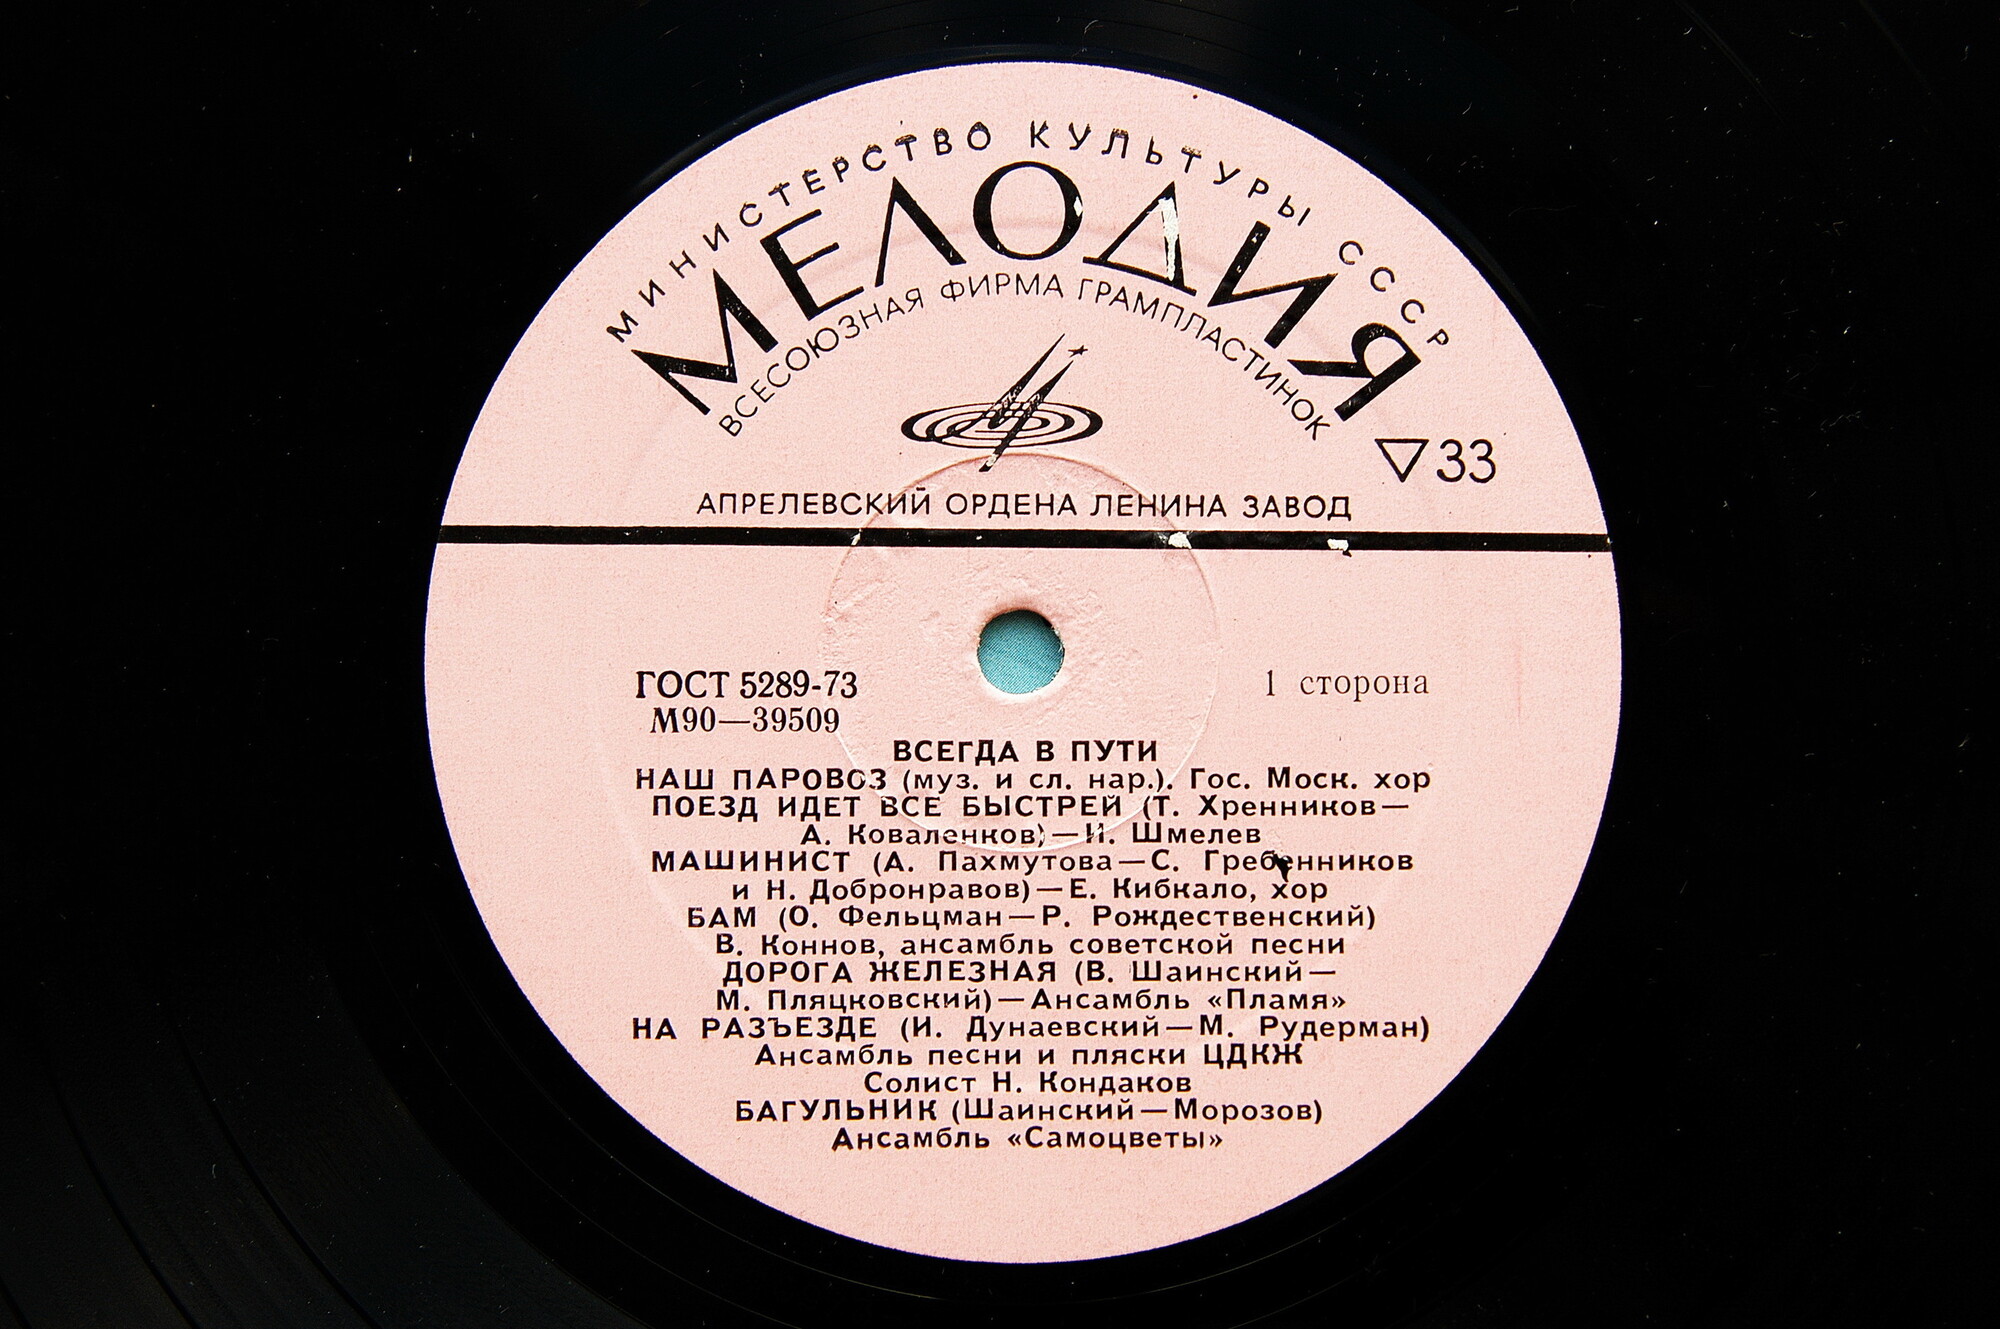 МИНИСТЕРСТВО КУЛЬТУРЫ СССР
МЕЛОДИЯ
ВСЕСОЮЗНАЯ ФИРМА ГРАМПЛАСТИНОК
▽33
АПРЕЛЕВСКИЙ ОРДЕНА ЛЕНИНА ЗАВОД
ГОСТ 5289-73
1 сторона
М90—39509
ВСЕГДА В ПУТИ
НАШ ПАРОВОЗ (муз. и сл. нар.). Гос. Моск. хор
ПОЕЗД ИДЕТ ВСЕ БЫСТРЕЙ (Т. Хренников—
А. Коваленков)—И. Шмелев
МАШИНИСТ (А. Пахмутова—С. Гребенников
и Н. Добронравов)—Е. Кибкало, хор
БАМ (О. Фельцман—Р. Рождественский)
В. Коннов, ансамбль советской песни
ДОРОГА ЖЕЛЕЗНАЯ (В. Шаинский—
М. Пляцковский)—Ансамбль «Пламя»
НА РАЗЪЕЗДЕ (И. Дунаевский—М. Рудерман)
Ансамбль песни и пляски ЦДКЖ
Солист Н. Кондаков
БАГУЛЬНИК (Шаинский—Морозов)
Ансамбль «Самоцветы»